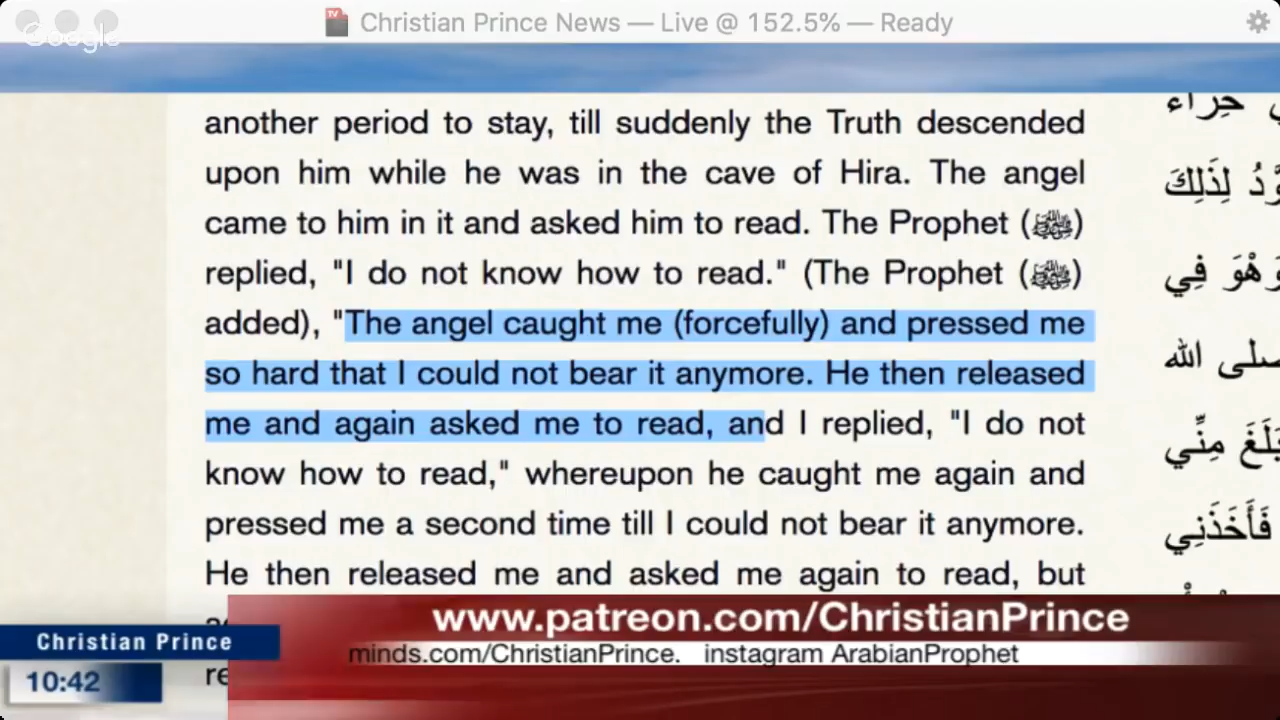 Christian Prince News — Live @ 152.5% — Ready
Google
another period to stay, till suddenly the Truth descended
upon him while he was in the cave of Hira. The angel
came to him in it and asked him to read. The Prophet (ﷺ)
replied, "I do not know how to read." (The Prophet (ﷺ)
added), "The angel caught me (forcefully) and pressed me
so hard that I could not bear it anymore. He then released
me and again asked me to read, and I replied, "I do not
know how to read," whereupon he caught me again and
pressed me a second time till I could not bear it anymore.
He then released me and asked me again to read, but
حِرَاءٍ
لِذَلِكَ
وَهْوَ فِي
صلى الله
بَلَغَ مِنِّي
فَأَخَذَنِي
www.patreon.com/ChristianPrince
minds.com/ChristianPrince. instagram ArabianProphet
Christian Prince
10:42